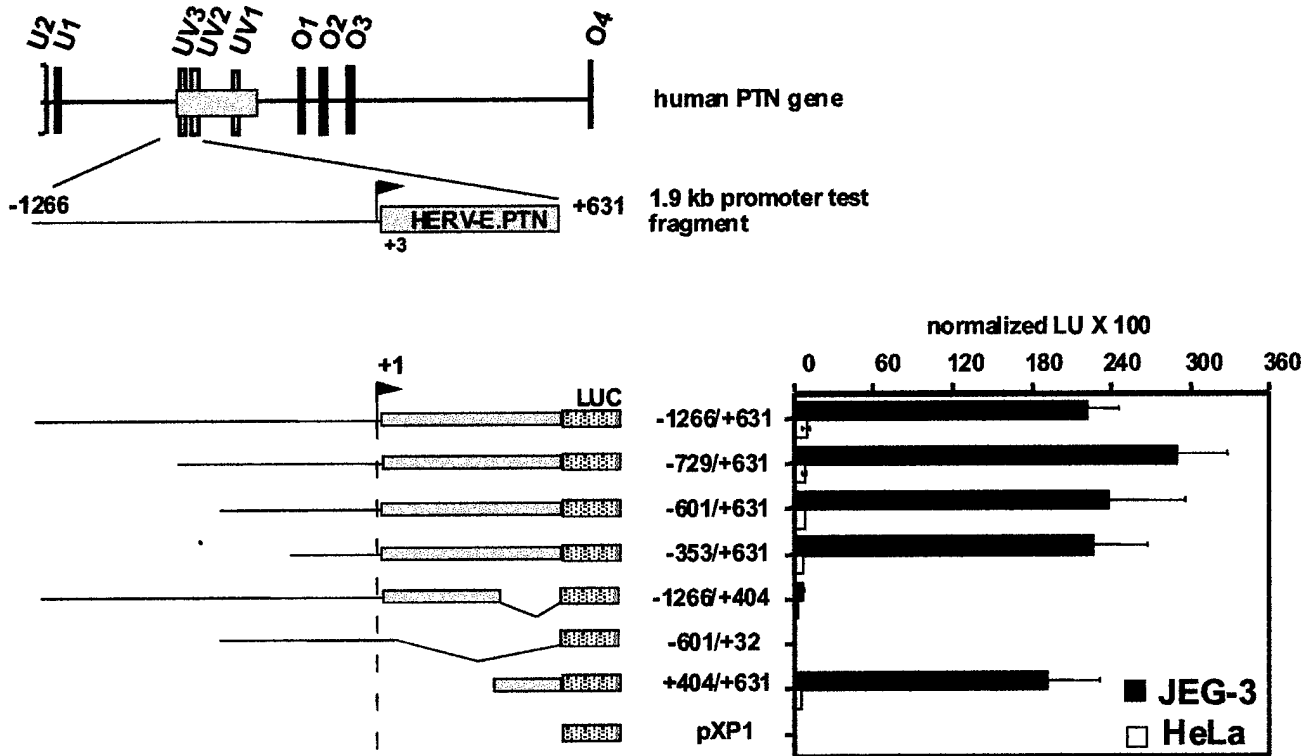 U2 U1 UV3 UV2 UV1 O1 O2 O3 O4
human PTN gene
-1266 HERV-E.PTN +631 1.9 kb promoter test
fragment
+3
normalized LU X 100
+1 0 60 120 180 240 300 360
LUC
-1266/+631
-729/+631
-601/+631
-353/+631
-1266/+404
-601/+32
+404/+631
JEG-3
pXP1
HeLa